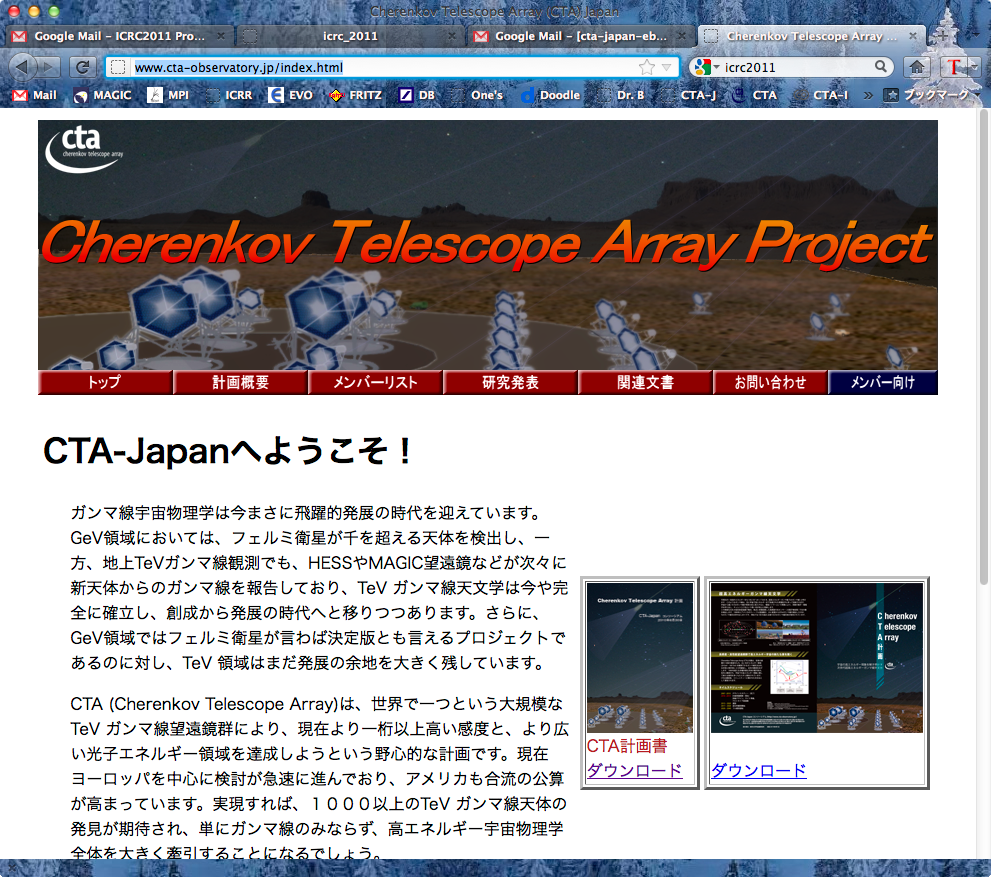 Cherenkov Telescope Array (CTA) Japan
Google Mail - ICRC2011 Pro...
icrc_2011
Google Mail - [cta-japan-eb...
Cherenkov Telescope Array ...
www.cta-observatory.jp/index.html
icrc2011
Mail
MAGIC
MPI
ICRR
EVO
FRITZ
DB
One's
Doodle
Dr. B
CTA-J
CTA
CTA-I
»
ブックマーク
cta
cherenkov telescope array
Cherenkov Telescope Array Project
トップ
計画概要
メンバーリスト
研究発表
関連文書
お問い合わせ
メンバー向け
CTA-Japanへようこそ！
ガンマ線宇宙物理学は今まさに飛躍的発展の時代を迎えています。
GeV領域においては、フェルミ衛星が千を超える天体を検出し、一
方、地上TeVガンマ線観測でも、HESSやMAGIC望遠鏡などが次々に
新天体からのガンマ線を報告しており、TeV ガンマ線天文学は今や完
全に確立し、創成から発展の時代へと移りつつあります。さらに、
GeV領域ではフェルミ衛星が言わば決定版とも言えるプロジェクトで
あるのに対し、TeV 領域はまだ発展の余地を大きく残しています。
CTA (Cherenkov Telescope Array)は、世界で一つという大規模な
TeV ガンマ線望遠鏡群により、現在より一桁以上高い感度と、より広
い光子エネルギー領域を達成しようという野心的な計画です。現在
ヨーロッパを中心に検討が急速に進んでおり、アメリカも合流の公算
が高まっています。実現すれば、１０００以上のTeV ガンマ線天体の
発見が期待され、単にガンマ線のみならず、高エネルギー宇宙物理学
全体を大きく牽引することになるでしょう。
Cherenkov Telescope Array 計画
CTA計画書
ダウンロード
Cherenkov
Telescope
Array
計画
cta
ダウンロード